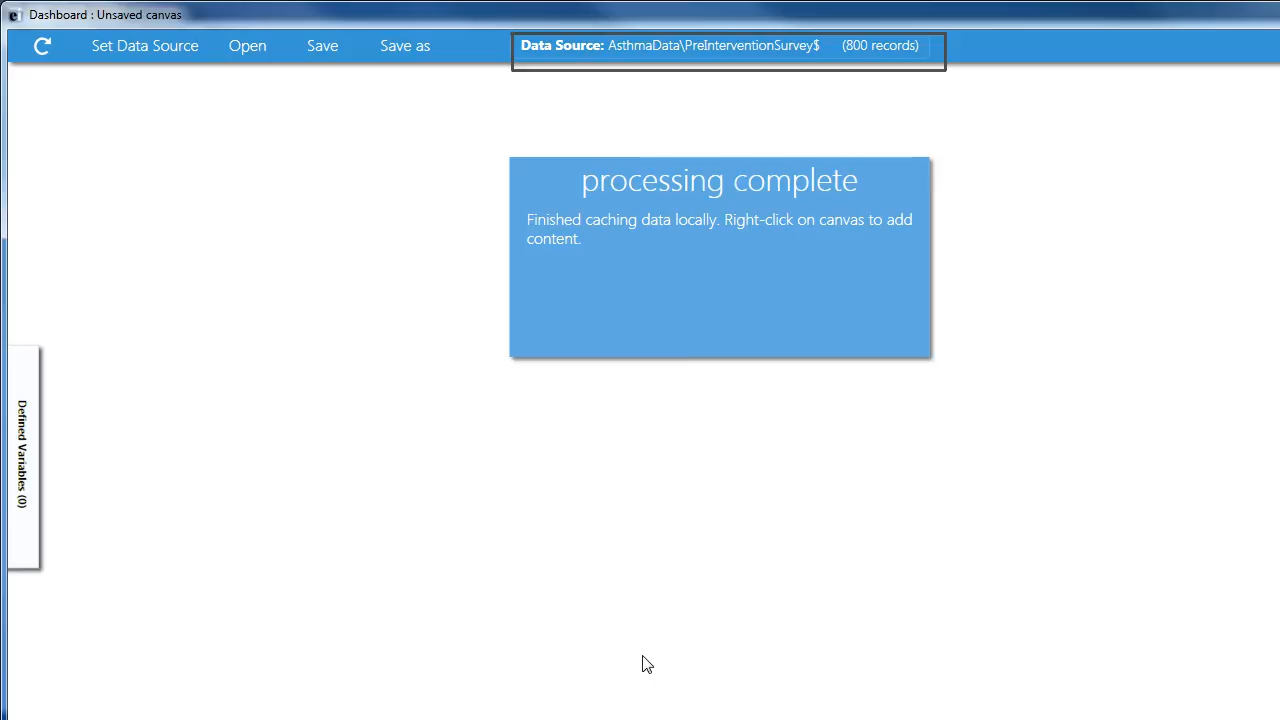 Dashboard : Unsaved canvas
Set Data Source Open Save Save as Data Source: AsthmaData\PreInterventionSurvey$ (800 records)
processing complete
Finished caching data locally. Right-click on canvas to add
content.
Defined Variables (0)